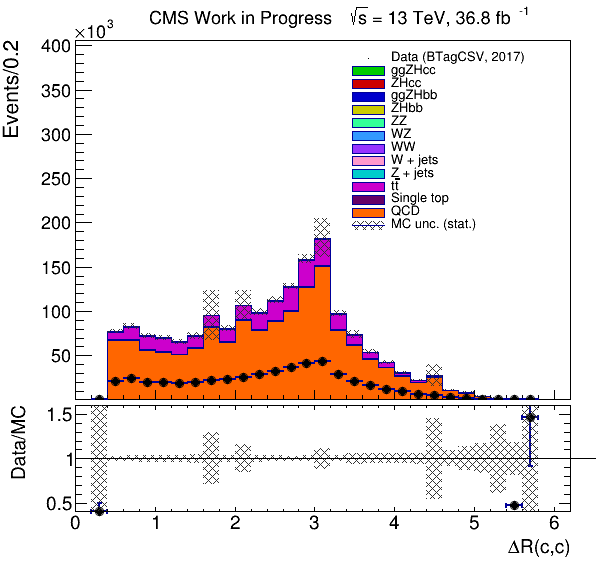 CMS Work in Progress √s = 13 TeV, 36.8 fb⁻¹
×10³
Events/0.2
400
350
300
250
200
150
100
50
Data (BTagCSV, 2017)
ggZHcc
ZHcc
ggZHbb
ZHbb
ZZ
WZ
WW
W + jets
Z + jets
tt̅
Single top
QCD
MC unc. (stat.)
Data/MC
1.5
1
0.5
0 1 2 3 4 5 6
ΔR(c,c)